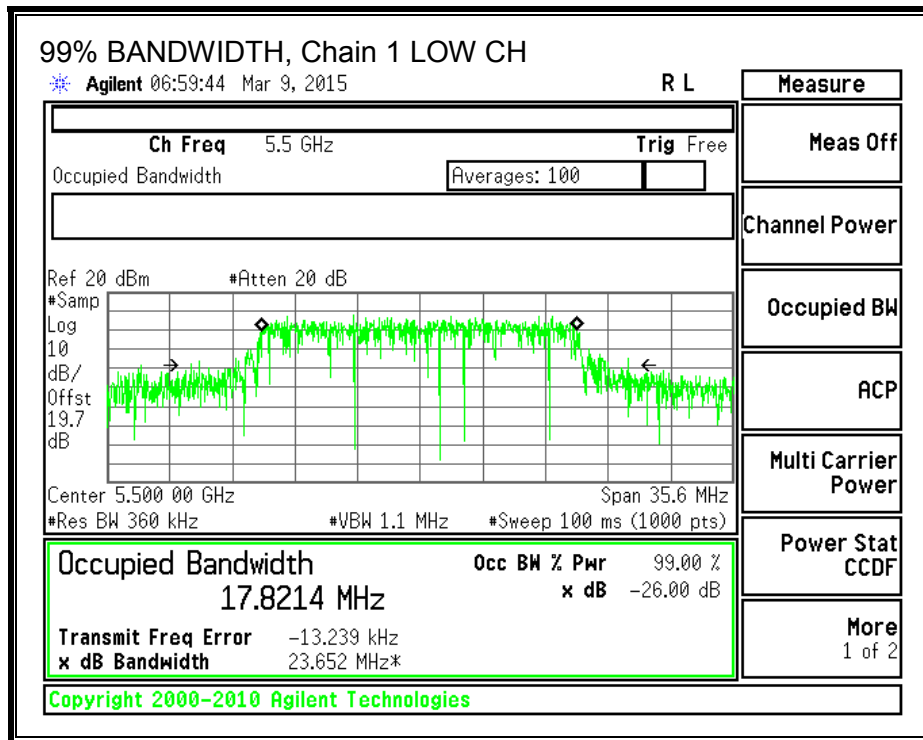 99% BANDWIDTH, Chain 1 LOW CH
Agilent 06:59:44 Mar 9, 2015 R L
Measure
Ch Freq 5.5 GHz Trig Free
Occupied Bandwidth Averages: 100
Meas Off
Channel Power
Occupied BW
ACP
Multi Carrier
Power
Power Stat
CCDF
More
1 of 2
Ref 20 dBm #Atten 20 dB
#Samp
Log
10
dB/
Offst
19.7
dB
Center 5.500 00 GHz Span 35.6 MHz
#Res BW 360 kHz #VBW 1.1 MHz #Sweep 100 ms (1000 pts)
Occupied Bandwidth Occ BW % Pwr 99.00 %
17.8214 MHz x dB -26.00 dB
Transmit Freq Error -13.239 kHz
x dB Bandwidth 23.652 MHz*
Copyright 2000-2010 Agilent Technologies